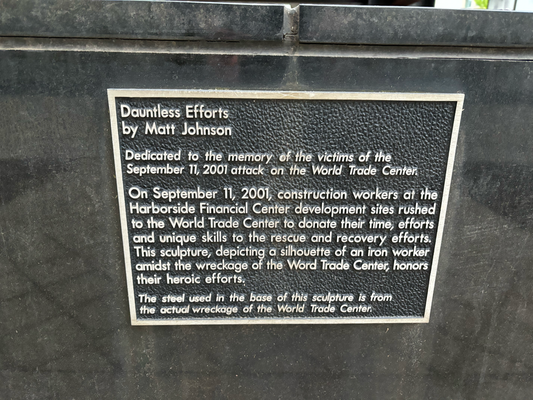 Dauntless Efforts
by Matt Johnson
Dedicated to the memory of the victims of the
September 11, 2001 attack on the World Trade Center.
On September 11, 2001, construction workers at the
Harborside Financial Center development sites rushed
to the World Trade Center to donate their time, efforts
and unique skills to the rescue and recovery efforts.
This sculpture, depicting a silhouette of an iron worker
amidst the wreckage of the Word Trade Center, honors
their heroic efforts.
The steel used in the base of this sculpture is from
the actual wreckage of the World Trade Center.